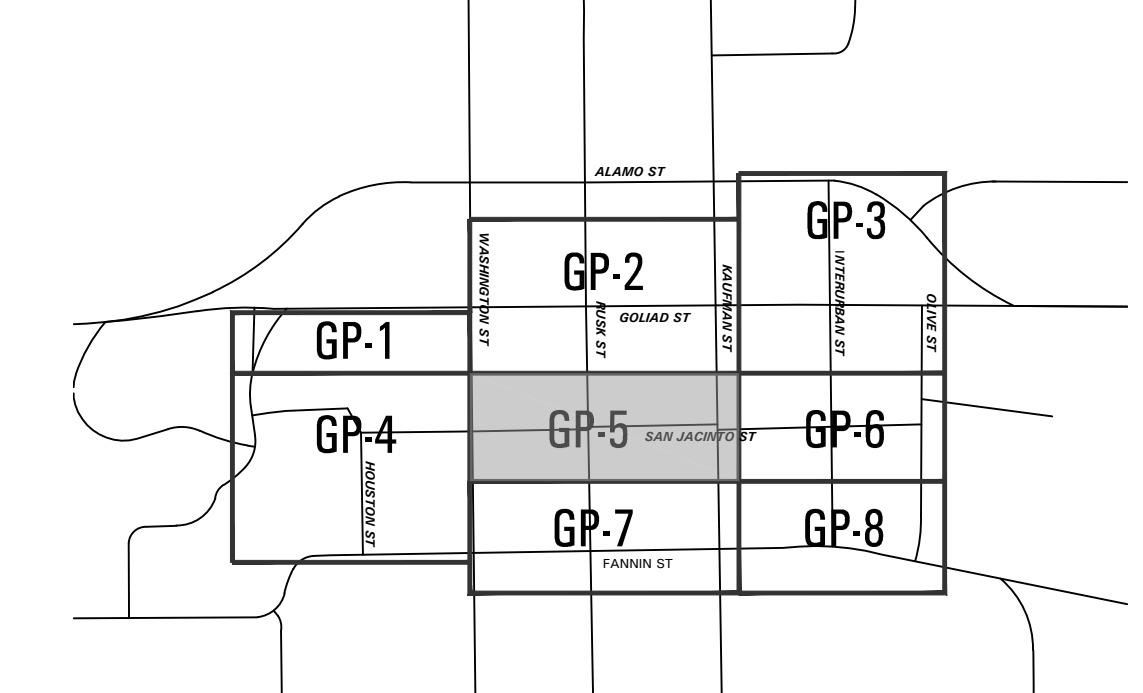 ALAMO ST
GP-3
WASHINGTON ST
GP-2
KAUFMAN ST
INTERURBAN ST
OLIVE ST
RUSK ST
GOLIAD ST
GP-1
GP-4
GP-5
SAN JACINTO ST
GP-6
HOUSTON ST
GP-7
GP-8
FANNIN ST